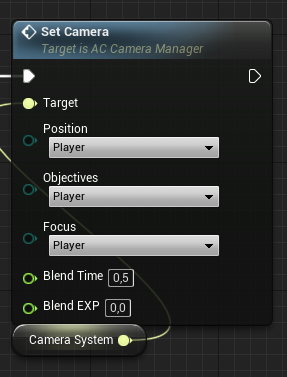 Set Camera
Target is AC Camera Manager
Target
Position
Player
Objectives
Player
Focus
Player
Blend Time 0,5
Blend EXP 0,0
Camera System